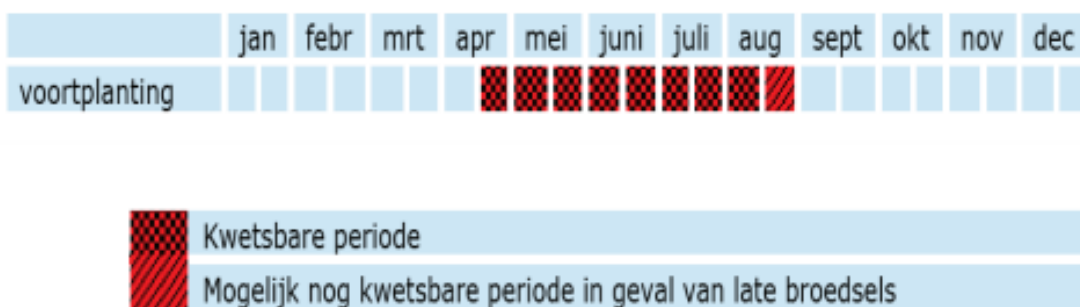 jan febr mrt apr mei juni juli aug sept okt nov dec
voortplanting
Kwetsbare periode
Mogelijk nog kwetsbare periode in geval van late broedsels